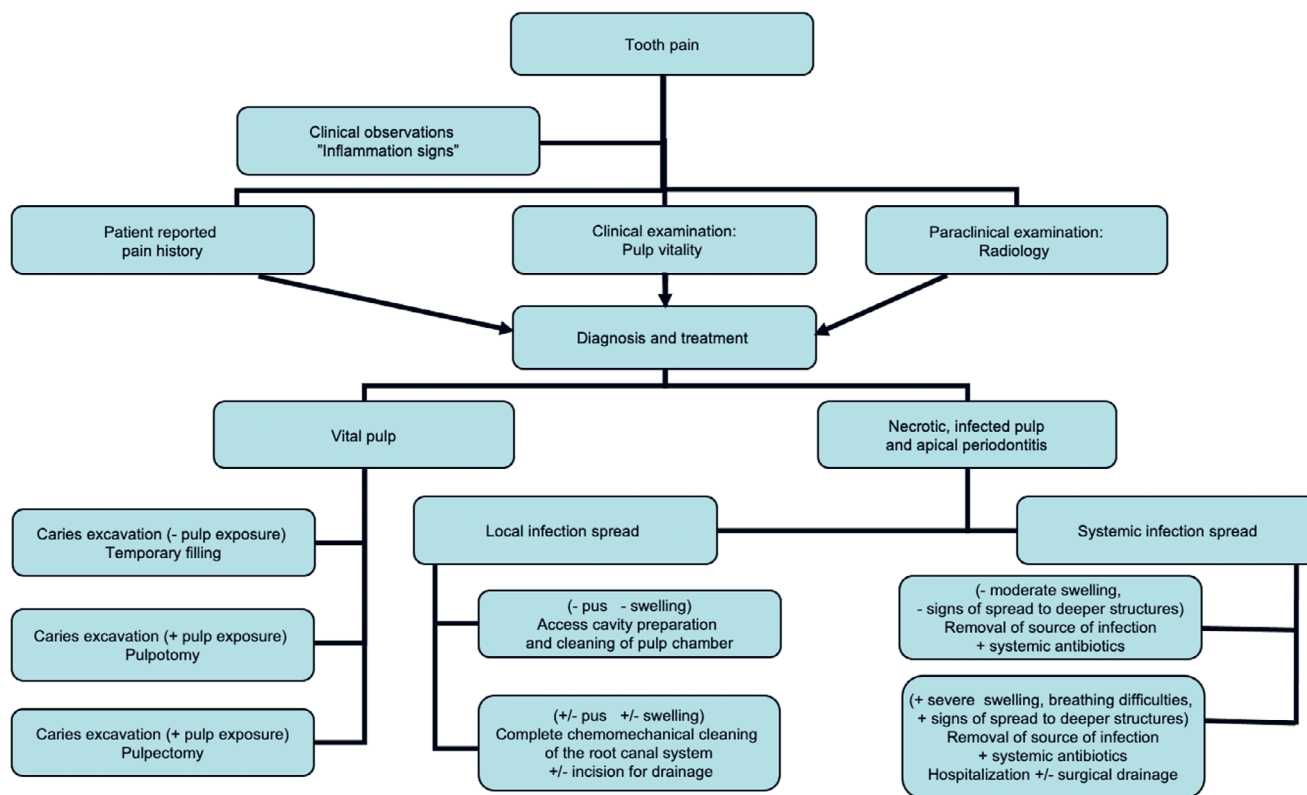 Tooth pain
Clinical observations
"Inflammation signs"
Patient reported
pain history
Clinical examination:
Pulp vitality
Paraclinical examination:
Radiology
Diagnosis and treatment
Vital pulp
Necrotic, infected pulp
and apical periodontitis
Caries excavation (- pulp exposure)
Temporary filling
Caries excavation (+ pulp exposure)
Pulpotomy
Caries excavation (+ pulp exposure)
Pulpectomy
Local infection spread
(- pus - swelling)
Access cavity preparation
and cleaning of pulp chamber
(+/- pus +/- swelling)
Complete chemomechanical cleaning
of the root canal system
+/- incision for drainage
Systemic infection spread
(- moderate swelling,
- signs of spread to deeper structures)
Removal of source of infection
+ systemic antibiotics
(+ severe swelling, breathing difficulties,
+ signs of spread to deeper structures)
Removal of source of infection
+ systemic antibiotics
Hospitalization +/- surgical drainage